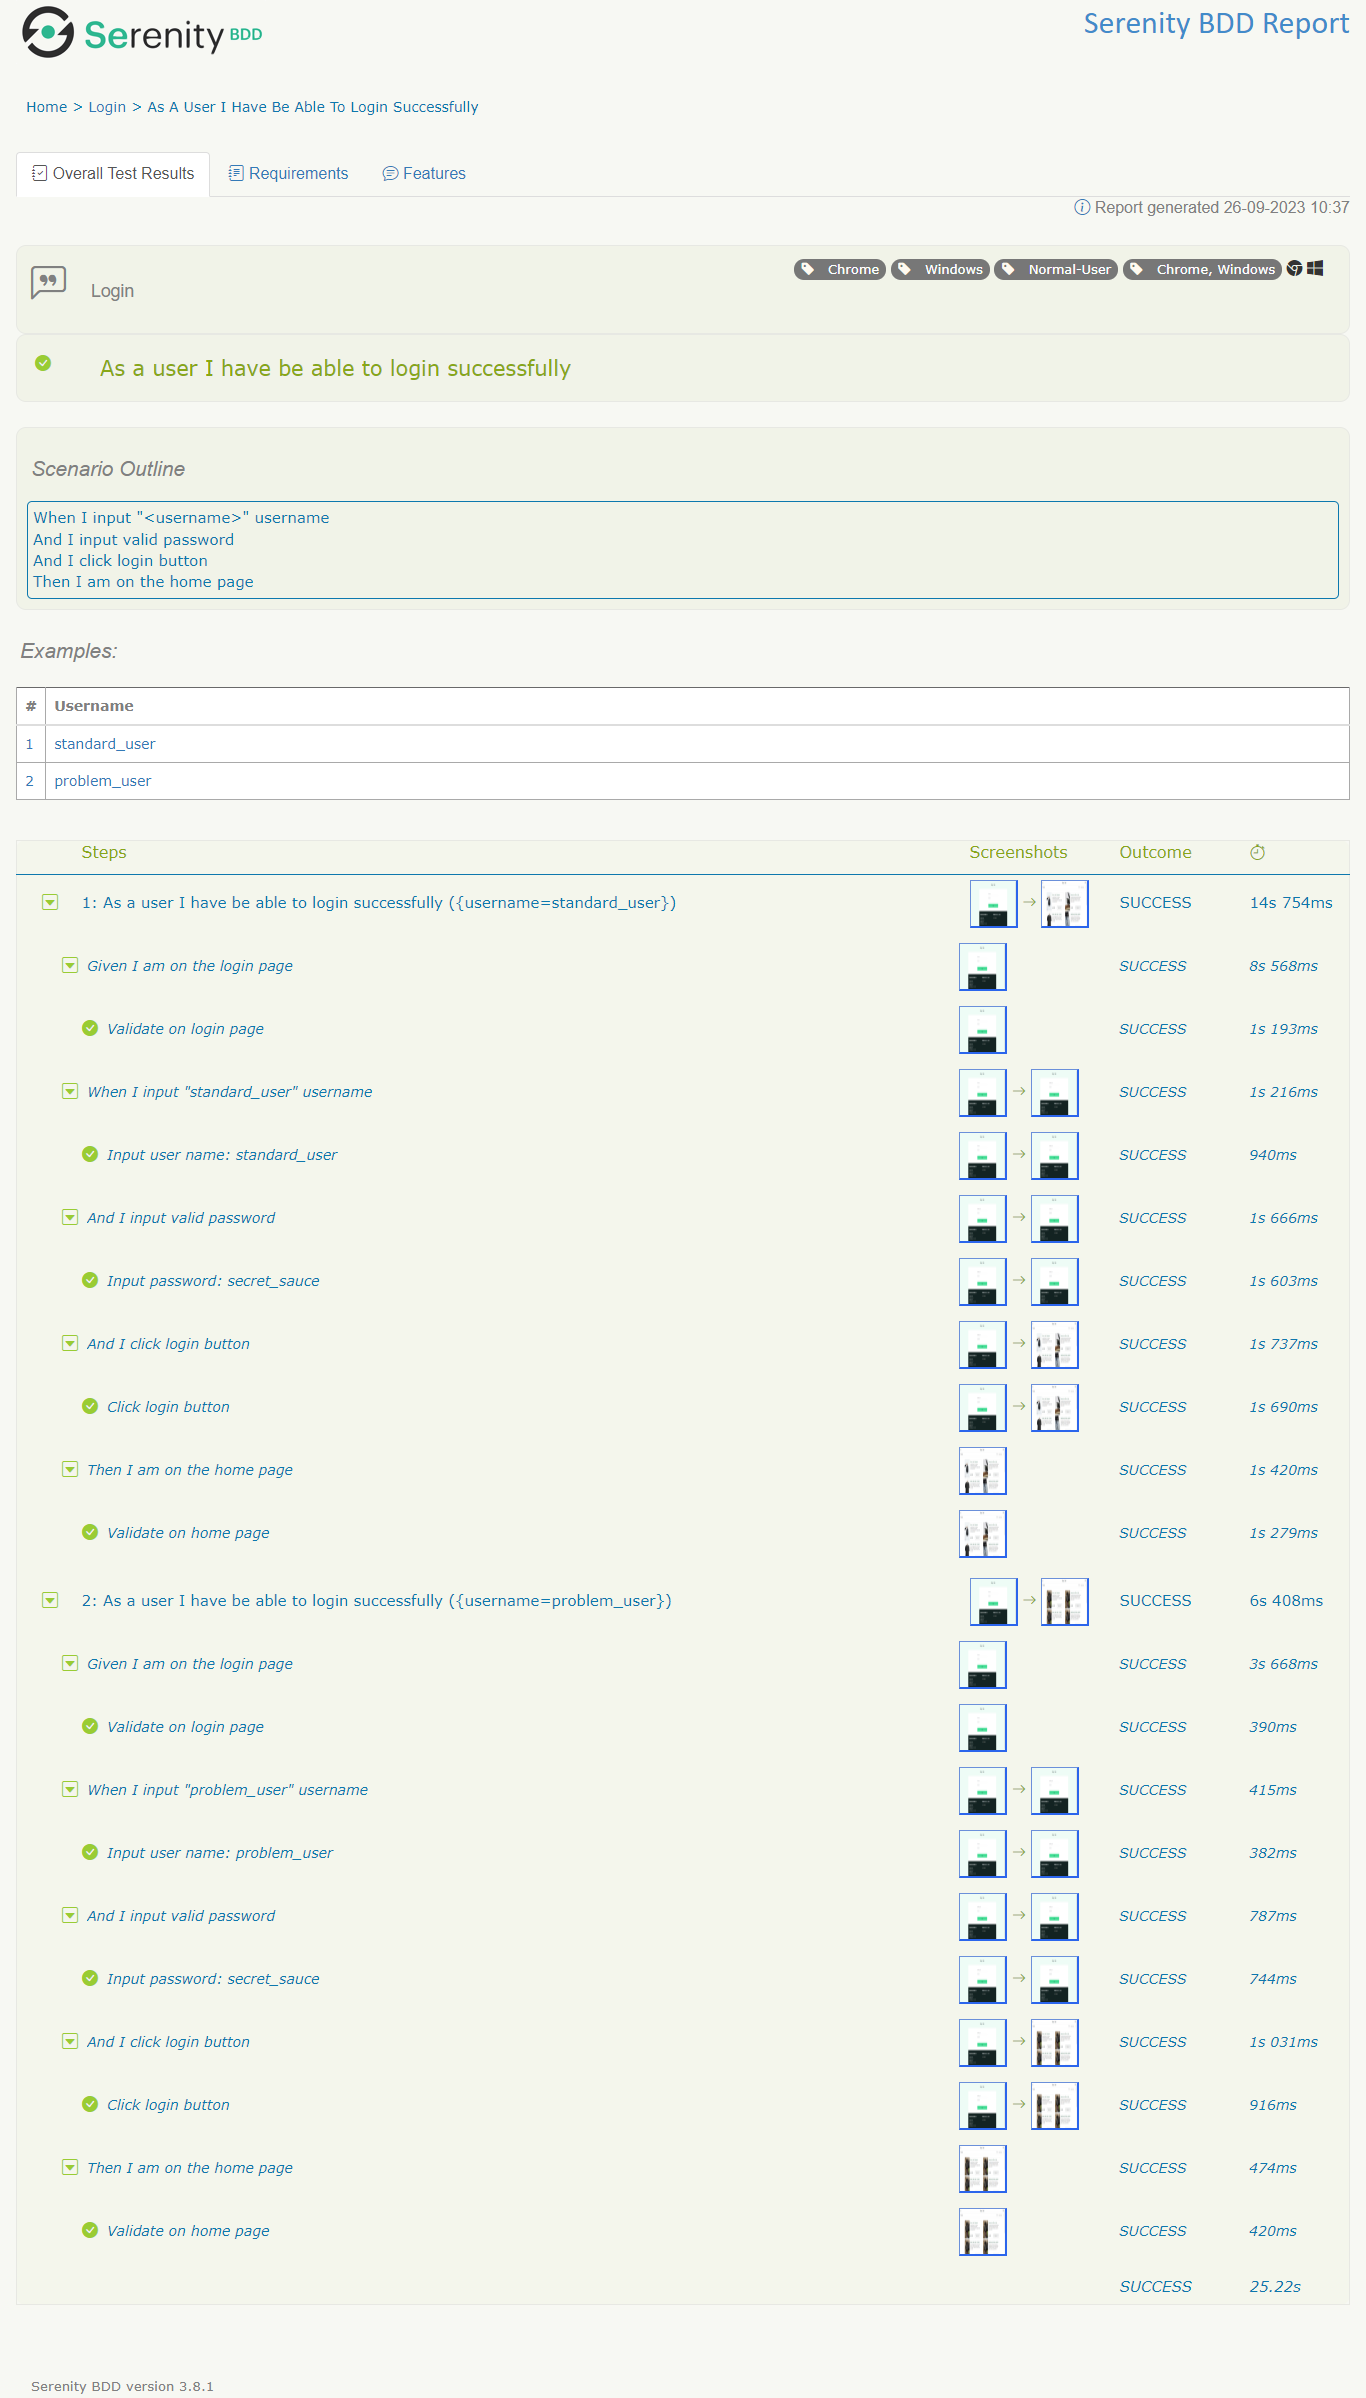 Serenity BDD
Serenity BDD Report
Home > Login > As A User I Have Be Able To Login Successfully
Overall Test Results Requirements Features
Report generated 26-09-2023 10:37
Chrome Windows Normal-User Chrome, Windows
Login
As a user I have be able to login successfully
Scenario Outline
When I input "<username>" username
And I input valid password
And I click login button
Then I am on the home page
Examples:
# Username
1 standard_user
2 problem_user
Steps Screenshots Outcome
1: As a user I have be able to login successfully ({username=standard_user}) SUCCESS 14s 754ms
Given I am on the login page SUCCESS 8s 568ms
Validate on login page SUCCESS 1s 193ms
When I input "standard_user" username SUCCESS 1s 216ms
Input user name: standard_user SUCCESS 940ms
And I input valid password SUCCESS 1s 666ms
Input password: secret_sauce SUCCESS 1s 603ms
And I click login button SUCCESS 1s 737ms
Click login button SUCCESS 1s 690ms
Then I am on the home page SUCCESS 1s 420ms
Validate on home page SUCCESS 1s 279ms
2: As a user I have be able to login successfully ({username=problem_user}) SUCCESS 6s 408ms
Given I am on the login page SUCCESS 3s 668ms
Validate on login page SUCCESS 390ms
When I input "problem_user" username SUCCESS 415ms
Input user name: problem_user SUCCESS 382ms
And I input valid password SUCCESS 787ms
Input password: secret_sauce SUCCESS 744ms
And I click login button SUCCESS 1s 031ms
Click login button SUCCESS 916ms
Then I am on the home page SUCCESS 474ms
Validate on home page SUCCESS 420ms
SUCCESS 25.22s
Serenity BDD version 3.8.1